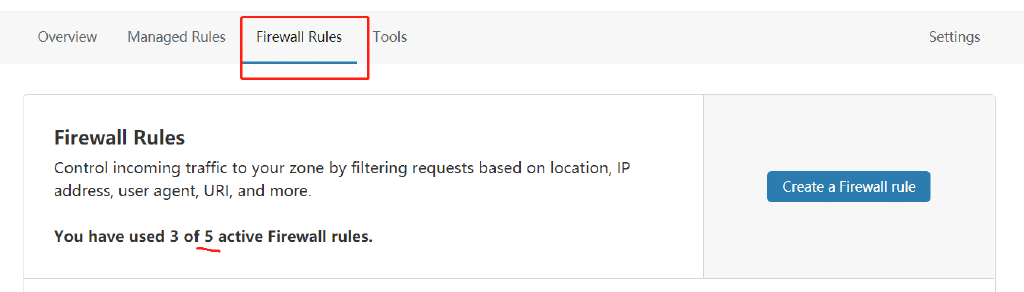 Overview Managed Rules Firewall Rules Tools Settings
Firewall Rules
Control incoming traffic to your zone by filtering requests based on location, IP
address, user agent, URI, and more.
Create a Firewall rule
You have used 3 of 5 active Firewall rules.